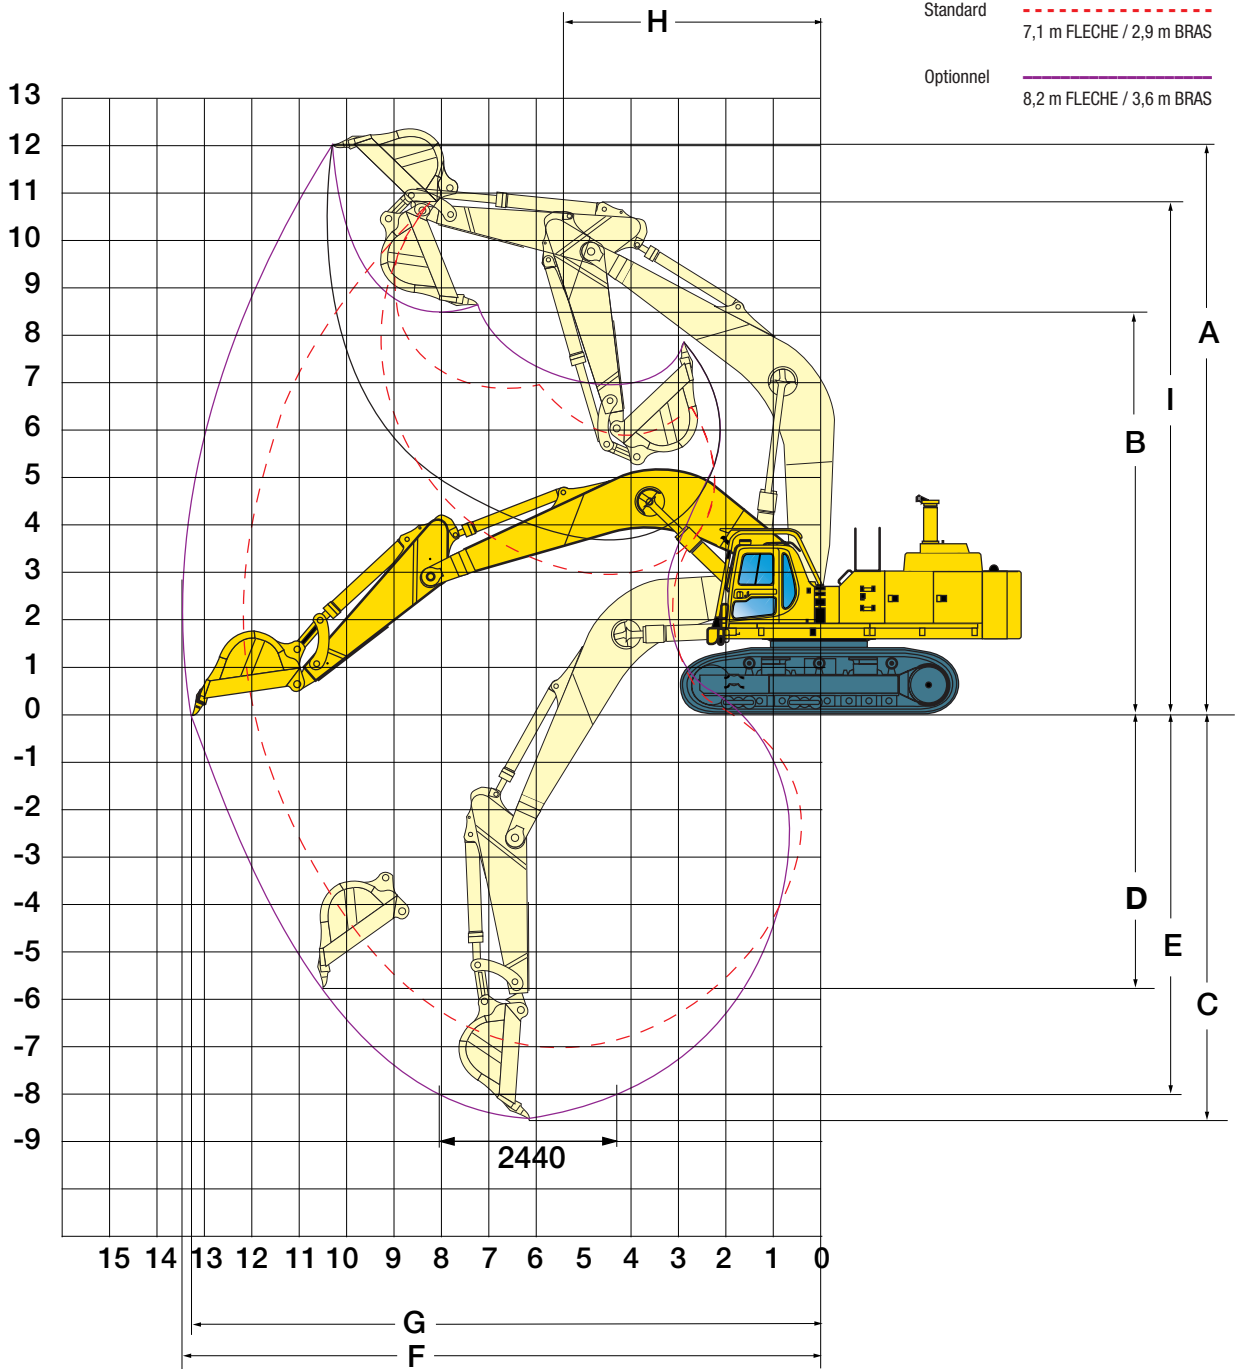 H
Standard
7,1 m FLECHE / 2,9 m BRAS
Optionnel
8,2 m FLECHE / 3,6 m BRAS
13
12
11
10
9
8
7
6
5
4
3
2
1
0
-1
-2
-3
-4
-5
-6
-7
-8
-9
A
I
B
D
E
C
2440
15 14 13 12 11 10 9 8 7 6 5 4 3 2 1 0
G
F